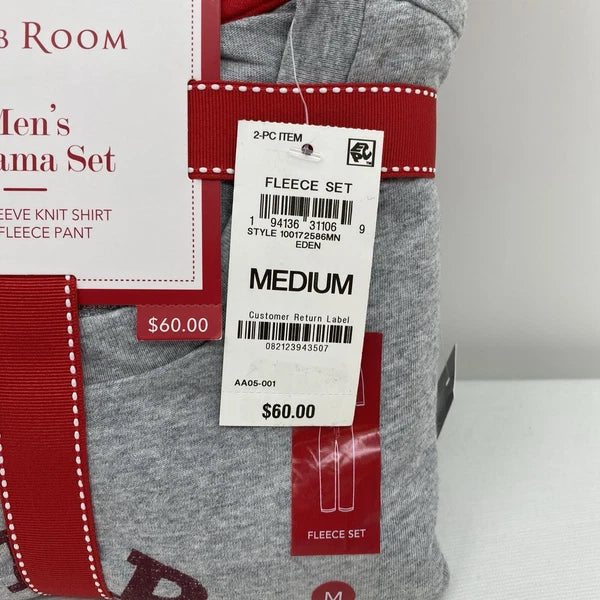 B ROOM
Men's
ama Set
EEVE KNIT SHIRT
FLEECE PANT
$60.00
2-PC ITEM
EPC
FLEECE SET
1 94136 31106 9
STYLE 100172586MN
EDEN
MEDIUM
Customer Return Label
082123943507
AA05-001
$60.00
FLEECE SET
M